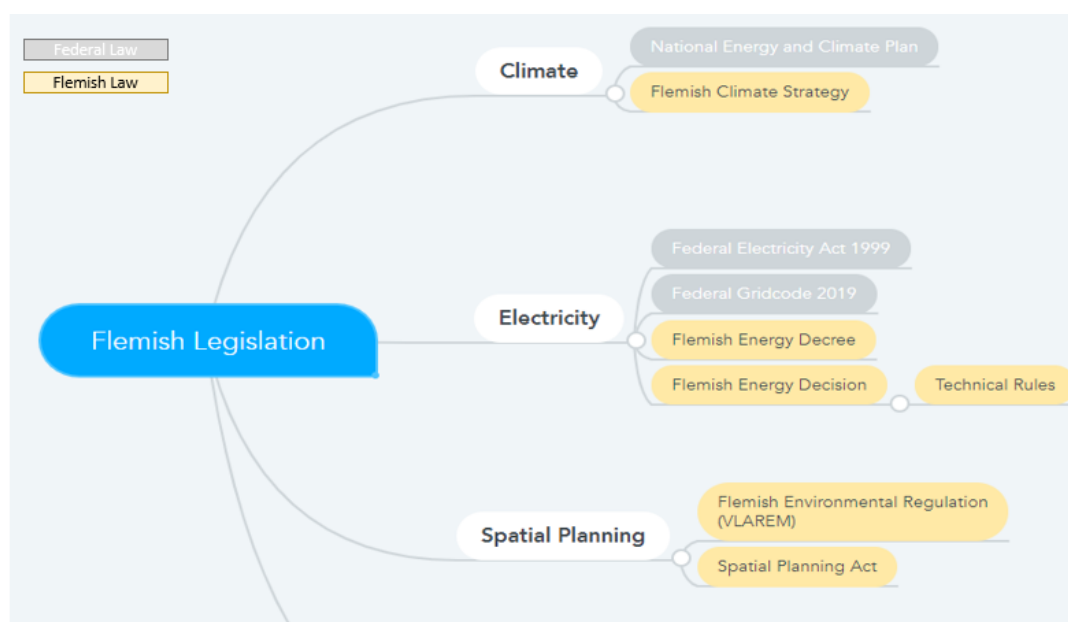 Federal Law
Flemish Law
Climate
National Energy and Climate Plan
Flemish Climate Strategy
Flemish Legislation
Electricity
Federal Electricity Act 1999
Federal Gridcode 2019
Flemish Energy Decree
Flemish Energy Decision
Technical Rules
Spatial Planning
Flemish Environmental Regulation
(VLAREM)
Spatial Planning Act